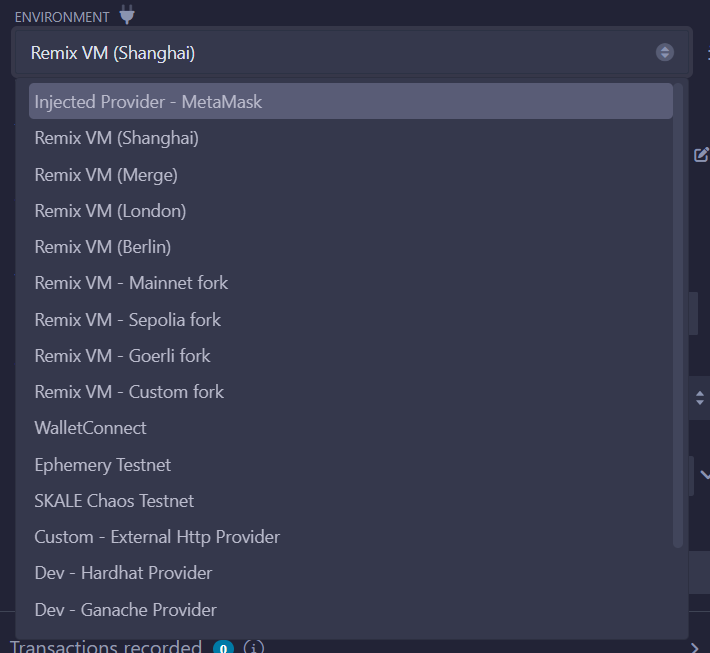 ENVIRONMENT
Remix VM (Shanghai)
Injected Provider - MetaMask
Remix VM (Shanghai)
Remix VM (Merge)
Remix VM (London)
Remix VM (Berlin)
Remix VM - Mainnet fork
Remix VM - Sepolia fork
Remix VM - Goerli fork
Remix VM - Custom fork
WalletConnect
Ephemery Testnet
SKALE Chaos Testnet
Custom - External Http Provider
Dev - Hardhat Provider
Dev - Ganache Provider
Transactions recorded 0 i